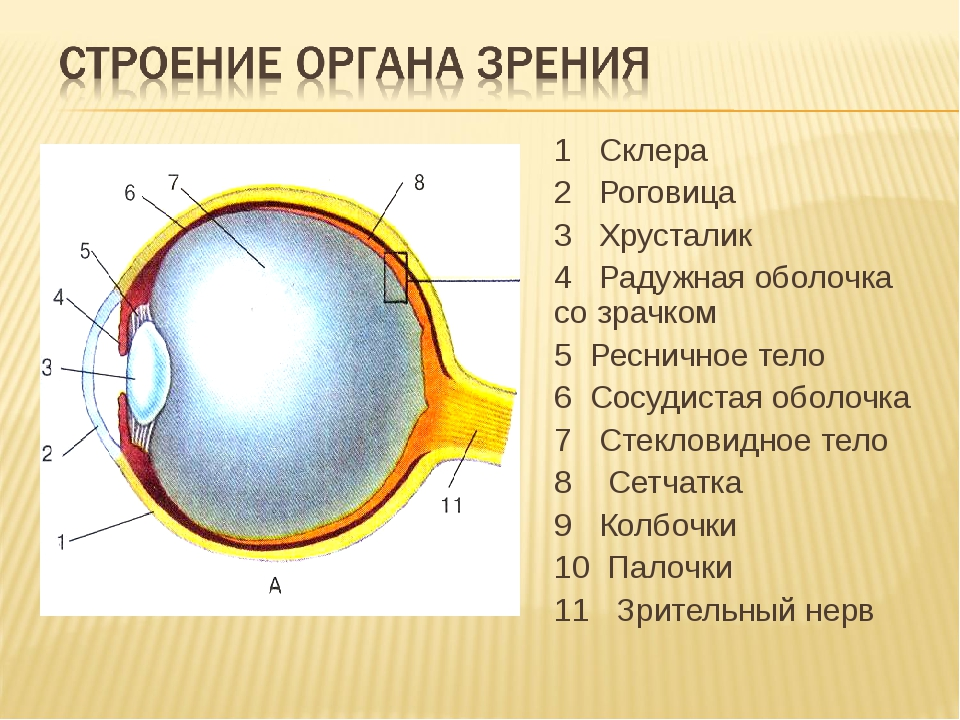 СТРОЕНИЕ ОРГАНА ЗРЕНИЯ
1 Склера
2 Роговица
3 Хрусталик
4 Радужная оболочка
со зрачком
5 Ресничное тело
6 Сосудистая оболочка
7 Стекловидное тело
8 Сетчатка
9 Колбочки
10 Палочки
11 Зрительный нерв
7
8
6
5
4
3
2
11
1
А